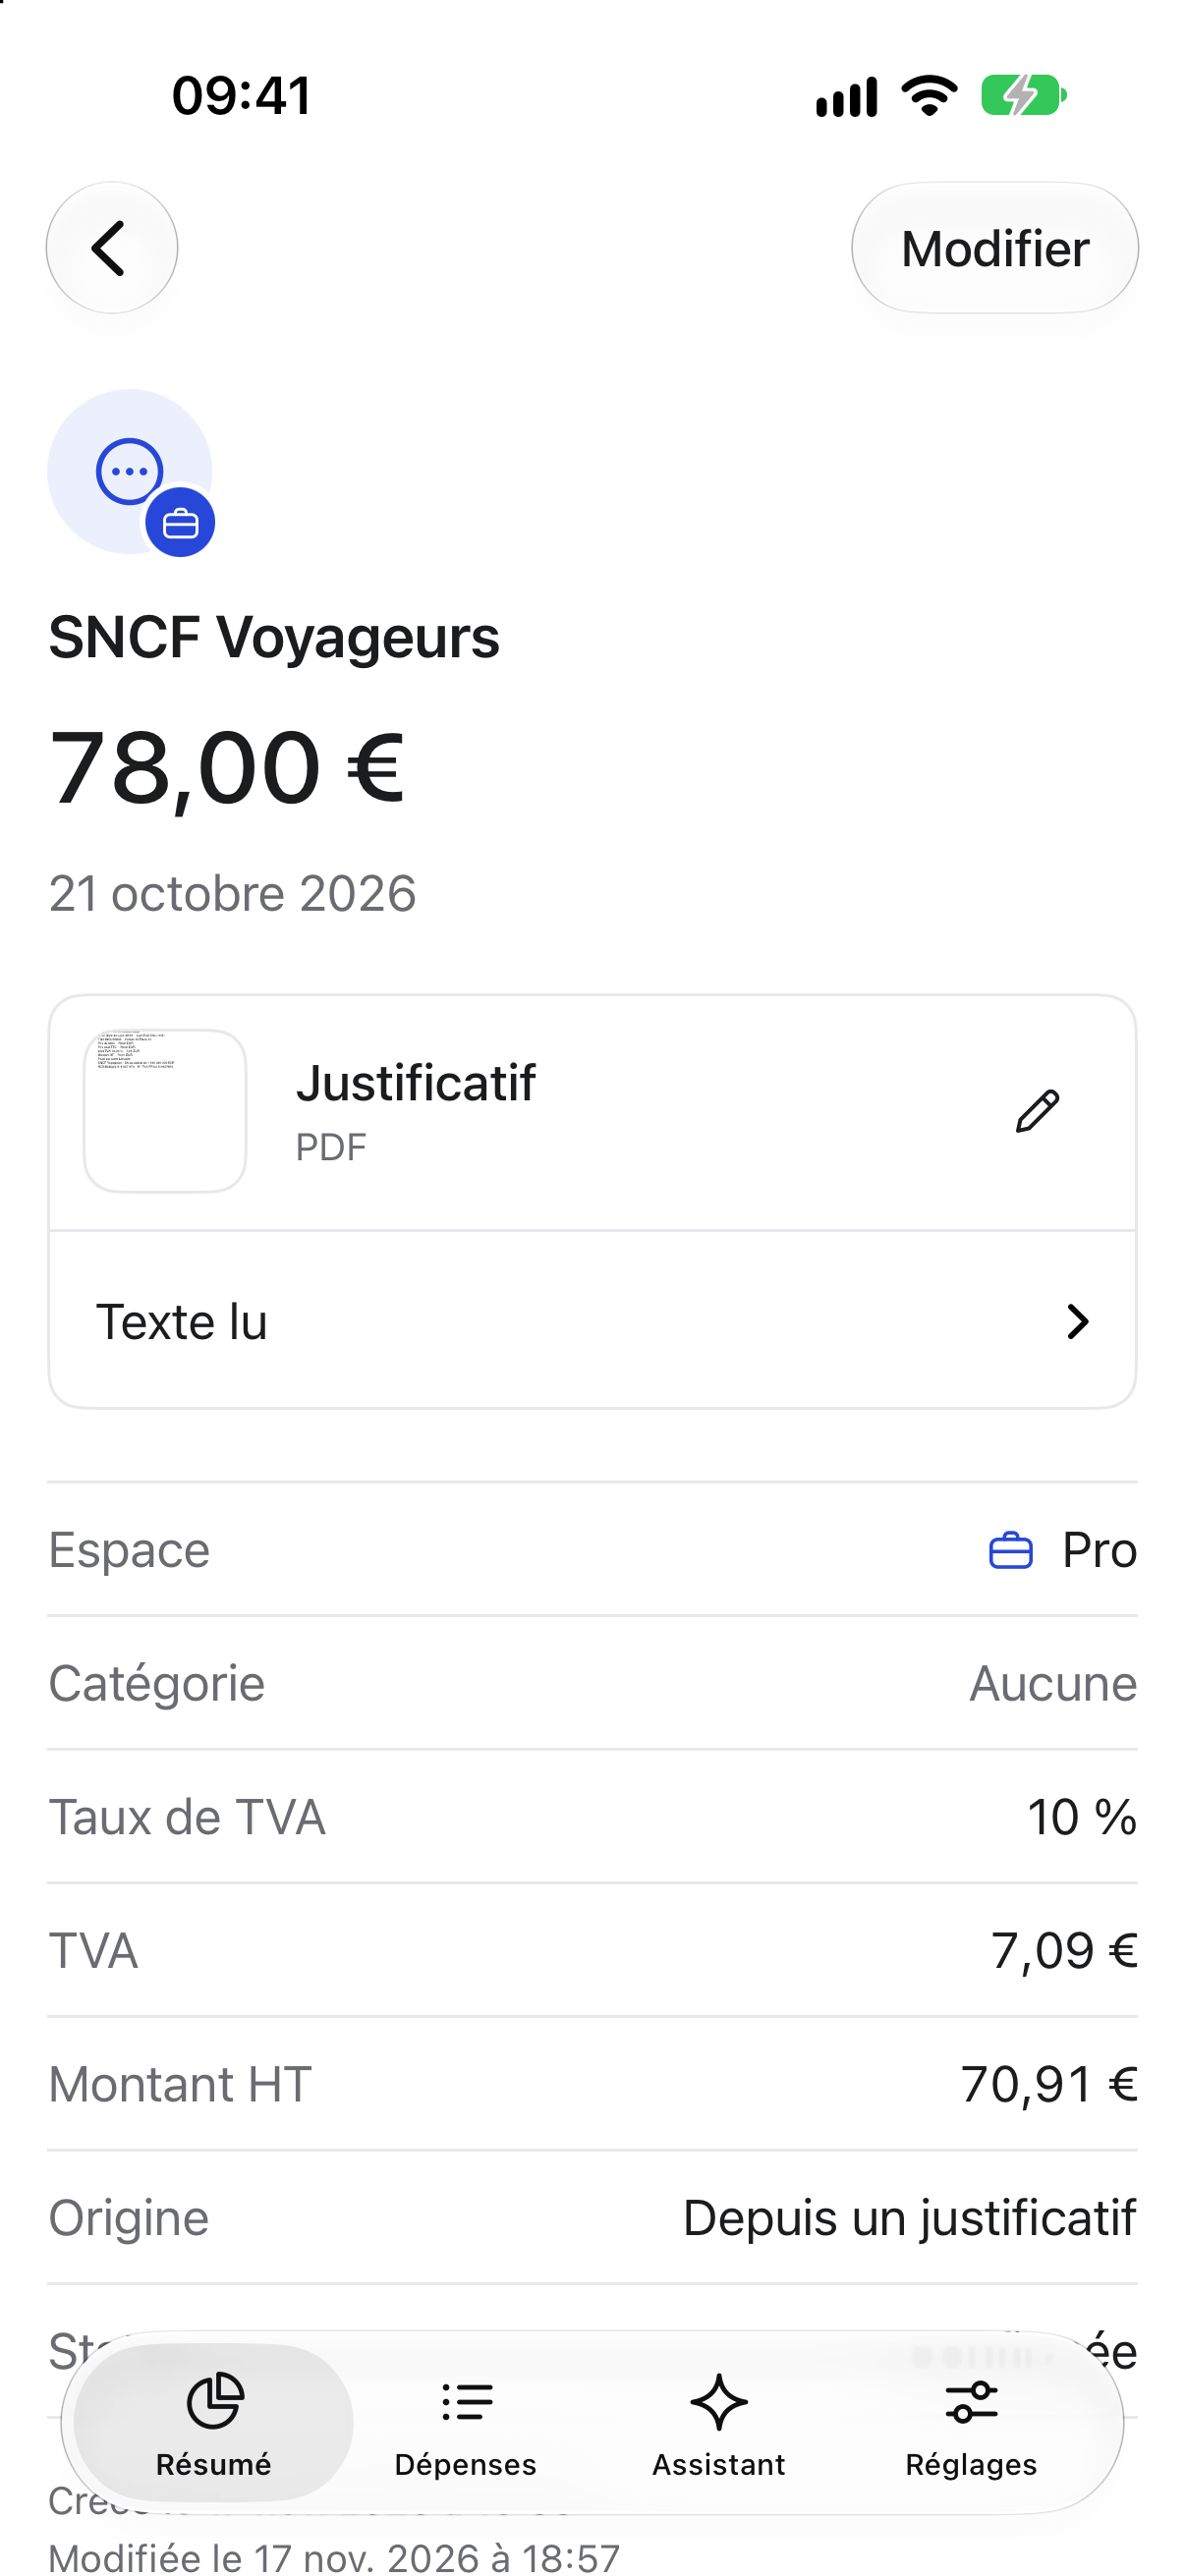 09:41
Modifier
SNCF Voyageurs
78,00 €
21 octobre 2026
Justificatif
PDF
Texte lu
Espace Pro
Catégorie Aucune
Taux de TVA 10 %
TVA 7,09 €
Montant HT 70,91 €
Origine Depuis un justificatif
Résumé Dépenses Assistant Réglages
Modifiée le 17 nov. 2026 à 18:57